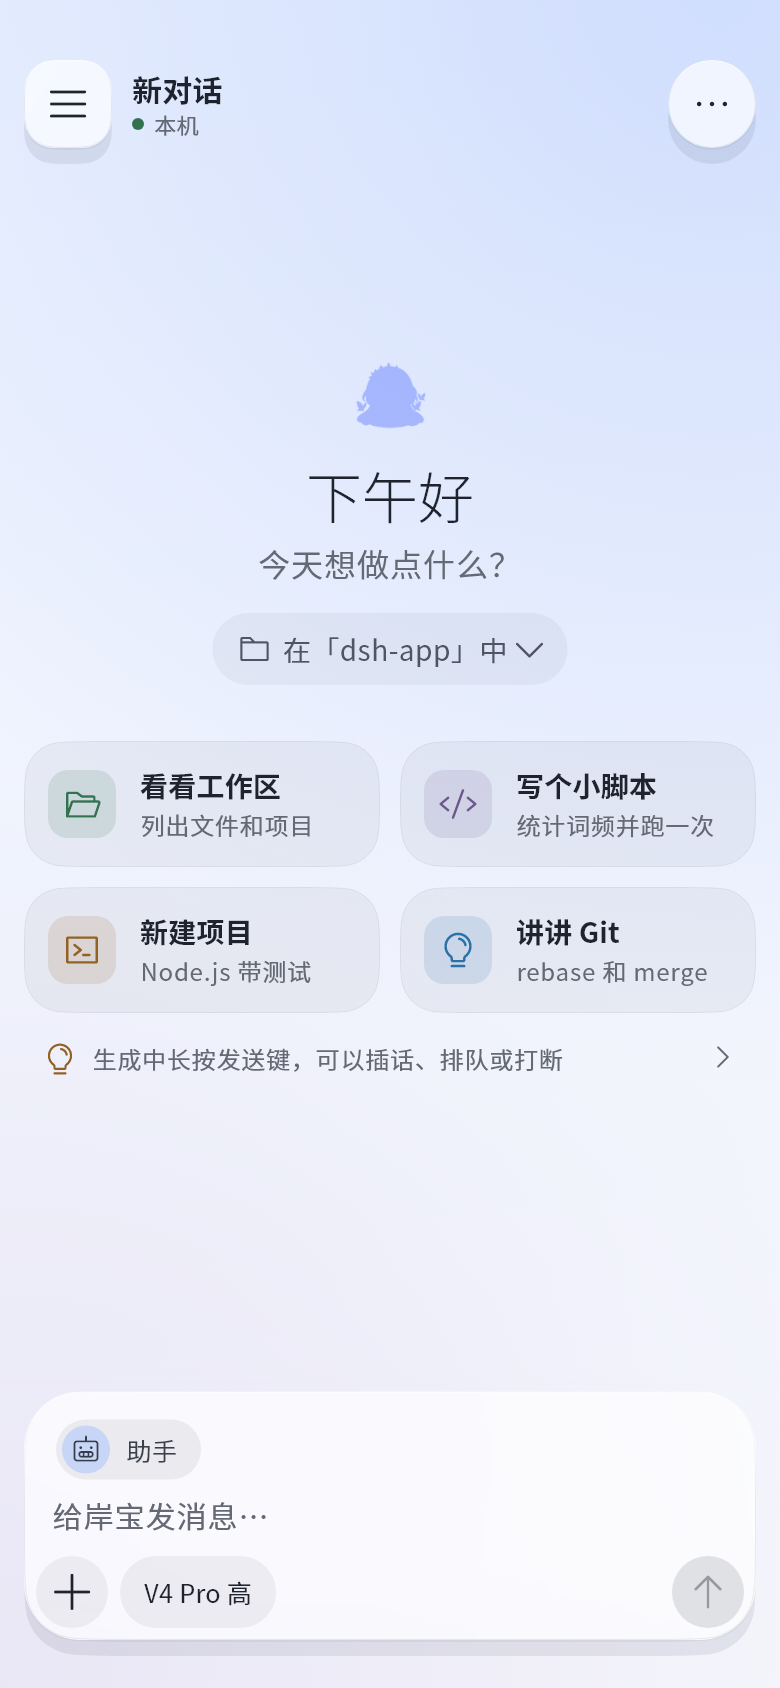 新对话
本机
下午好
今天想做点什么？
在「dsh-app」中
看看工作区
列出文件和项目
写个小脚本
统计词频并跑一次
新建项目
Node.js 带测试
讲讲 Git
rebase 和 merge
生成中长按发送键，可以插话、排队或打断
助手
给岸宝发消息…
V4 Pro 高